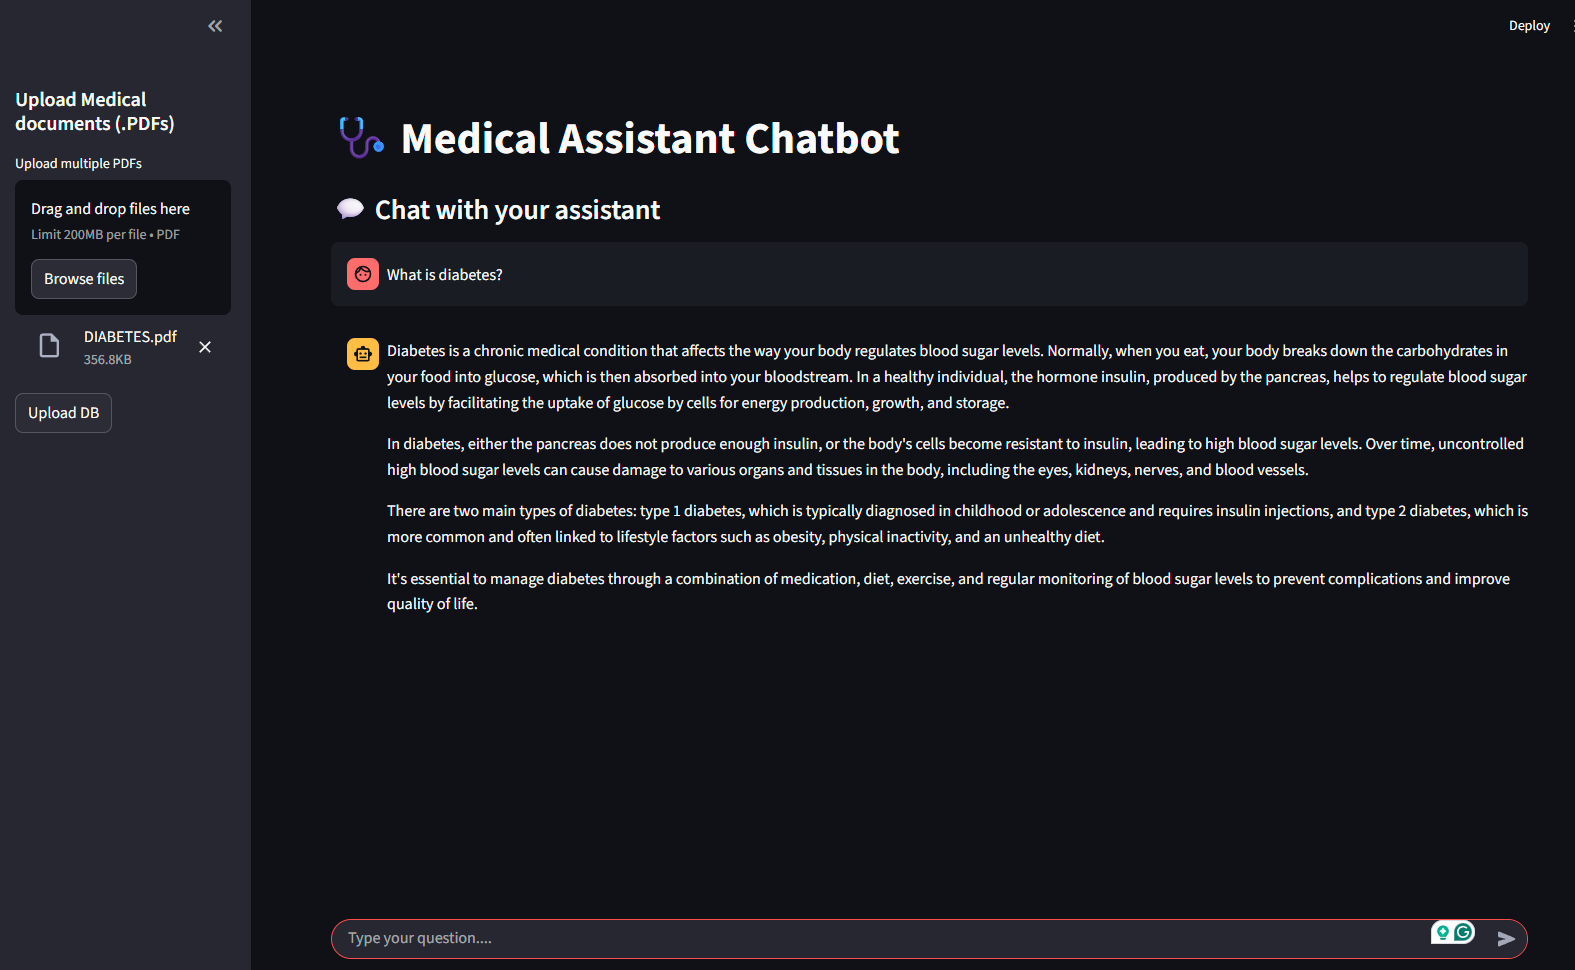 Deploy
Upload Medical
documents (.PDFs)
Upload multiple PDFs
Drag and drop files here
Limit 200MB per file • PDF
Browse files
DIABETES.pdf
356.8KB
Upload DB
Medical Assistant Chatbot
Chat with your assistant
What is diabetes?
Diabetes is a chronic medical condition that affects the way your body regulates blood sugar levels. Normally, when you eat, your body breaks down the carbohydrates in
your food into glucose, which is then absorbed into your bloodstream. In a healthy individual, the hormone insulin, produced by the pancreas, helps to regulate blood sugar
levels by facilitating the uptake of glucose by cells for energy production, growth, and storage.
In diabetes, either the pancreas does not produce enough insulin, or the body's cells become resistant to insulin, leading to high blood sugar levels. Over time, uncontrolled
high blood sugar levels can cause damage to various organs and tissues in the body, including the eyes, kidneys, nerves, and blood vessels.
There are two main types of diabetes: type 1 diabetes, which is typically diagnosed in childhood or adolescence and requires insulin injections, and type 2 diabetes, which is
more common and often linked to lifestyle factors such as obesity, physical inactivity, and an unhealthy diet.
It's essential to manage diabetes through a combination of medication, diet, exercise, and regular monitoring of blood sugar levels to prevent complications and improve
quality of life.
Type your question....